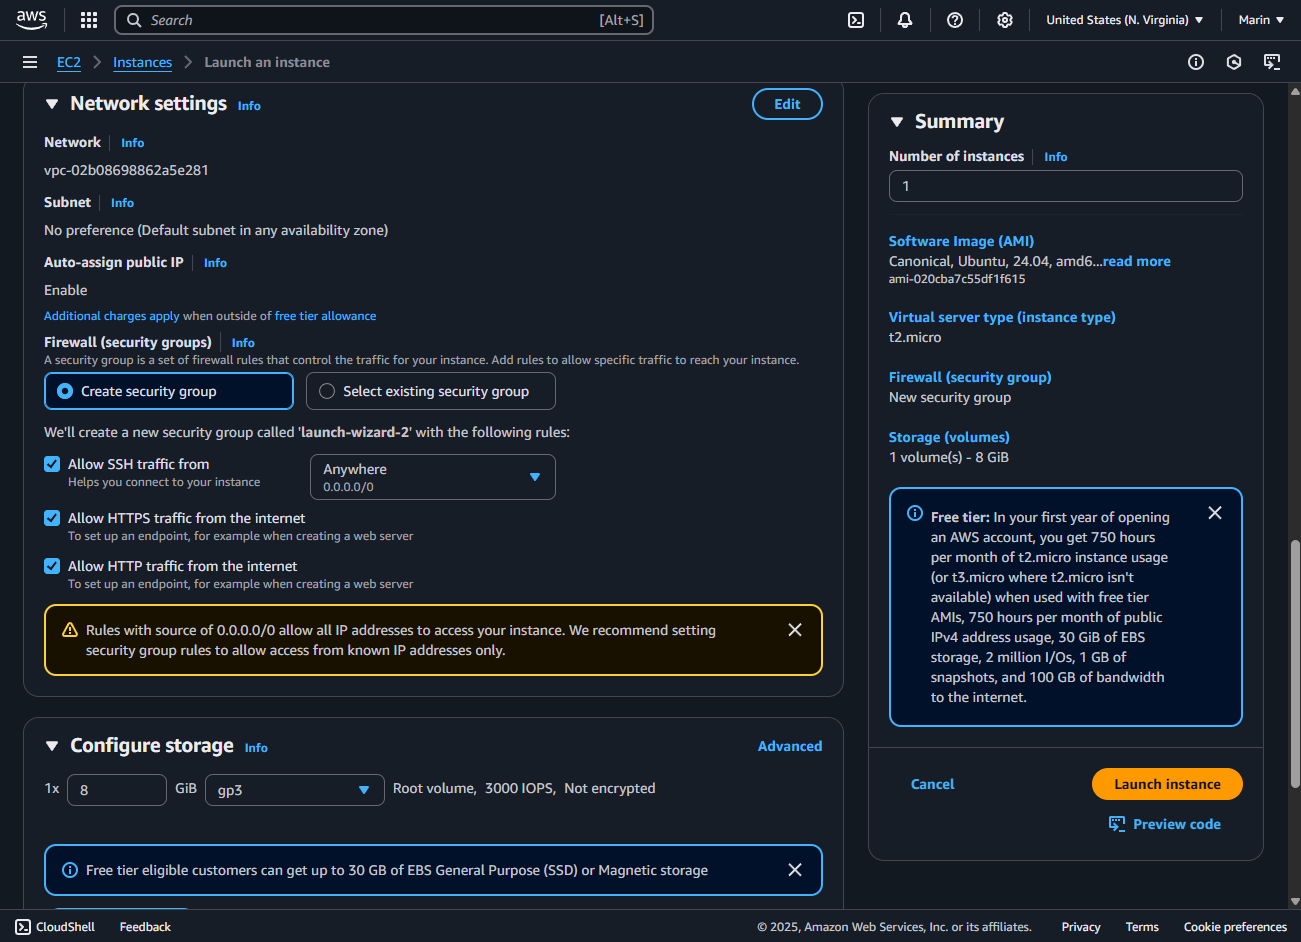 aws
Search [Alt+S]
United States (N. Virginia)
Marin
EC2
Instances
Launch an instance
Network settings Info
Edit
Network Info
vpc-02b08698862a5e281
Subnet Info
No preference (Default subnet in any availability zone)
Auto-assign public IP Info
Enable
Additional charges apply when outside of free tier allowance
Firewall (security groups) Info
A security group is a set of firewall rules that control the traffic for your instance. Add rules to allow specific traffic to reach your instance.
Create security group
Select existing security group
We'll create a new security group called 'launch-wizard-2' with the following rules:
Allow SSH traffic from
Helps you connect to your instance
Anywhere
0.0.0.0/0
Allow HTTPS traffic from the internet
To set up an endpoint, for example when creating a web server
Allow HTTP traffic from the internet
To set up an endpoint, for example when creating a web server
Rules with source of 0.0.0.0/0 allow all IP addresses to access your instance. We recommend setting
security group rules to allow access from known IP addresses only.
Configure storage Info
Advanced
1x 8 GiB gp3 Root volume, 3000 IOPS, Not encrypted
Free tier eligible customers can get up to 30 GB of EBS General Purpose (SSD) or Magnetic storage
Summary
Number of instances Info
1
Software Image (AMI)
Canonical, Ubuntu, 24.04, amd6...read more
ami-020cba7c55df1f615
Virtual server type (instance type)
t2.micro
Firewall (security group)
New security group
Storage (volumes)
1 volume(s) - 8 GiB
Free tier: In your first year of opening
an AWS account, you get 750 hours
per month of t2.micro instance usage
(or t3.micro where t2.micro isn't
available) when used with free tier
AMIs, 750 hours per month of public
IPv4 address usage, 30 GiB of EBS
storage, 2 million I/Os, 1 GB of
snapshots, and 100 GB of bandwidth
to the internet.
Cancel
Launch instance
Preview code
CloudShell
Feedback
© 2025, Amazon Web Services, Inc. or its affiliates.
Privacy
Terms
Cookie preferences